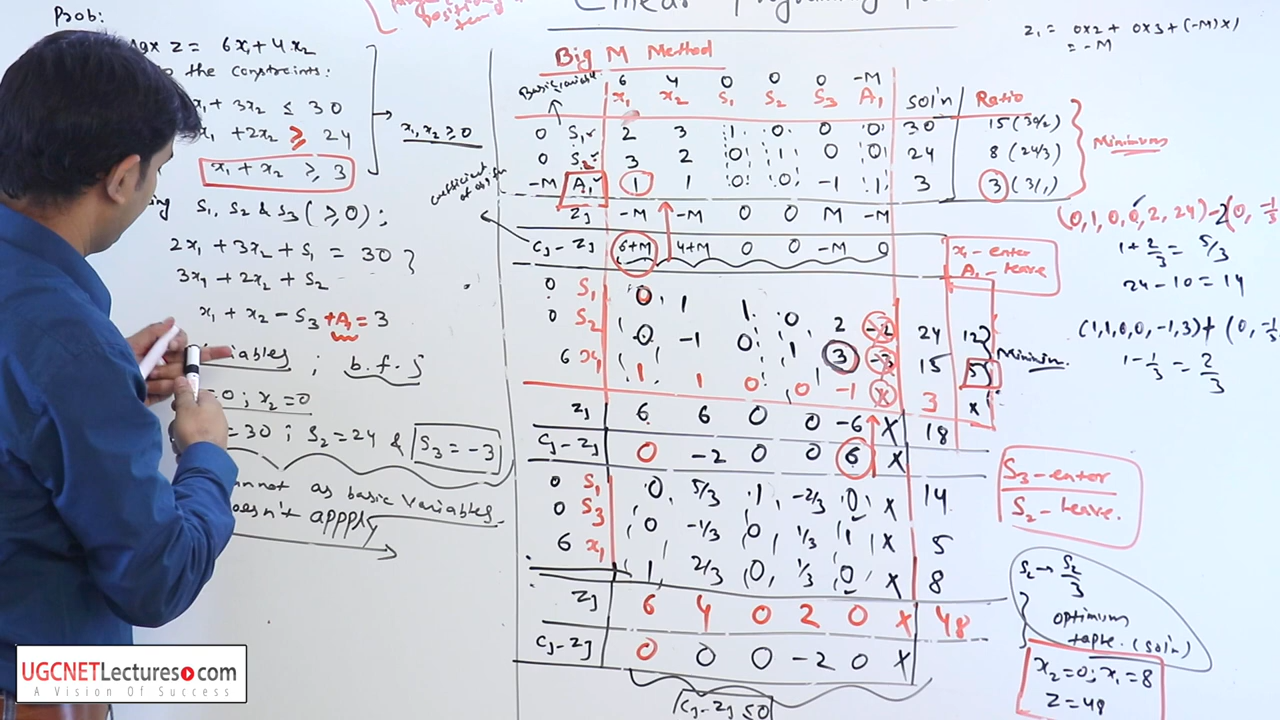 Prob:
Max Z = 6x₁ + 4x₂
to the constraints:
x₁ + 3x₂ ≤ 30
x₁ + 2x₂ ≥ 24
x₁ + x₂ ≥ 3
x₁, x₂ ≥ 0
S₁, S₂ & S₃ (≥ 0);
2x₁ + 3x₂ + S₁ = 30
3x₁ + 2x₂ + S₂
x₁ + x₂ - S₃ + A₁ = 3
; b.f.s
= 0 ; x₂ = 0
= 30 ; S₂ = 24 & S₃ = -3
as basic variables.
doesn't appply
Linear
Big M Method
Basic variable
6 4 0 0 0 -M
x₁ x₂ S₁ S₂ S₃ A₁ Sol'n Ratio
0 S₁ 2 3 1 0 0 0 30 15 (30/2)
0 S₂ 3 2 0 1 0 0 24 8 (24/3)
-M A₁ 1 1 0 0 -1 1 3 3 (3/1)
Minimum
coefficient of obj. fn
Zj -M -M 0 0 M -M
Cj - Zj 6+M 4+M 0 0 -M 0
x₁ - enter
A₁ - leave
0 S₁ 0 1 1 0 2 -2 24 12
0 S₂ 0 -1 0 1 3 -3 15 5
6 x₁ 1 1 0 0 -1 X 3 X
Minim.
Zj 6 6 0 0 -6 X 18
Cj - Zj 0 -2 0 0 6 X
S₃ - enter
S₂ - Leave.
0 S₁ 0 5/3 1 -2/3 0 X 14
0 S₃ 0 -1/3 0 1/3 1 X 5
6 x₁ 1 2/3 0 1/3 0 X 8
Zj 6 4 0 2 0 X 48
Cj - Zj 0 0 0 -2 0 X
Cj - Zj ≤ 0
Z₁ = 0x2 + 0x3 + (-M)x1
= -M
(0, 1, 0, 0, 2, 24) - 2(0, -1/3
1 + 2/3 = 5/3
24 - 10 = 14
(1, 1, 0, 0, -1, 3) + (0, -1/3
1 - 1/3 = 2/3
S₂ → S₂/3
optimum
table. (sol'n)
x₂ = 0; x₁ = 8
Z = 48
UGCNETLectures.com
A Vision Of Success